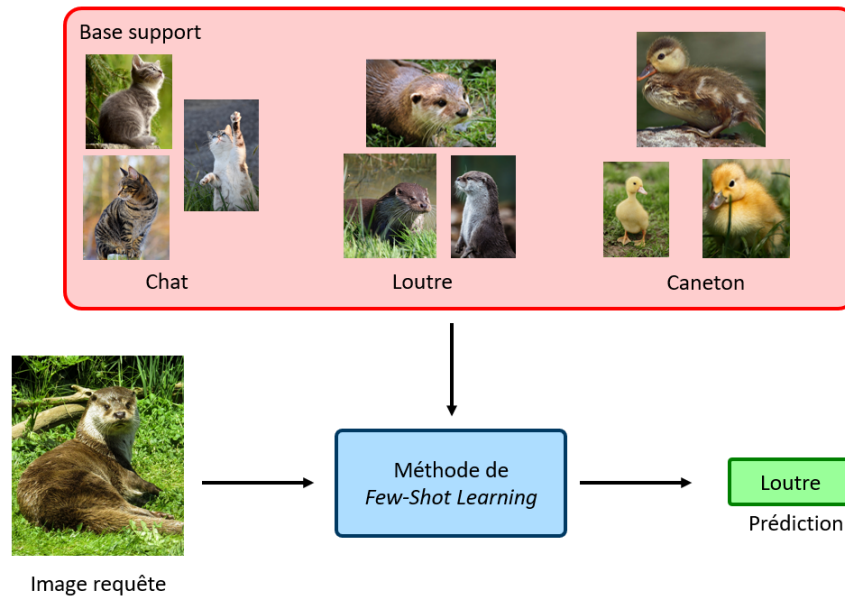 Base support
Chat
Loutre
Caneton
Méthode de
Few-Shot Learning
Loutre
Prédiction
Image requête